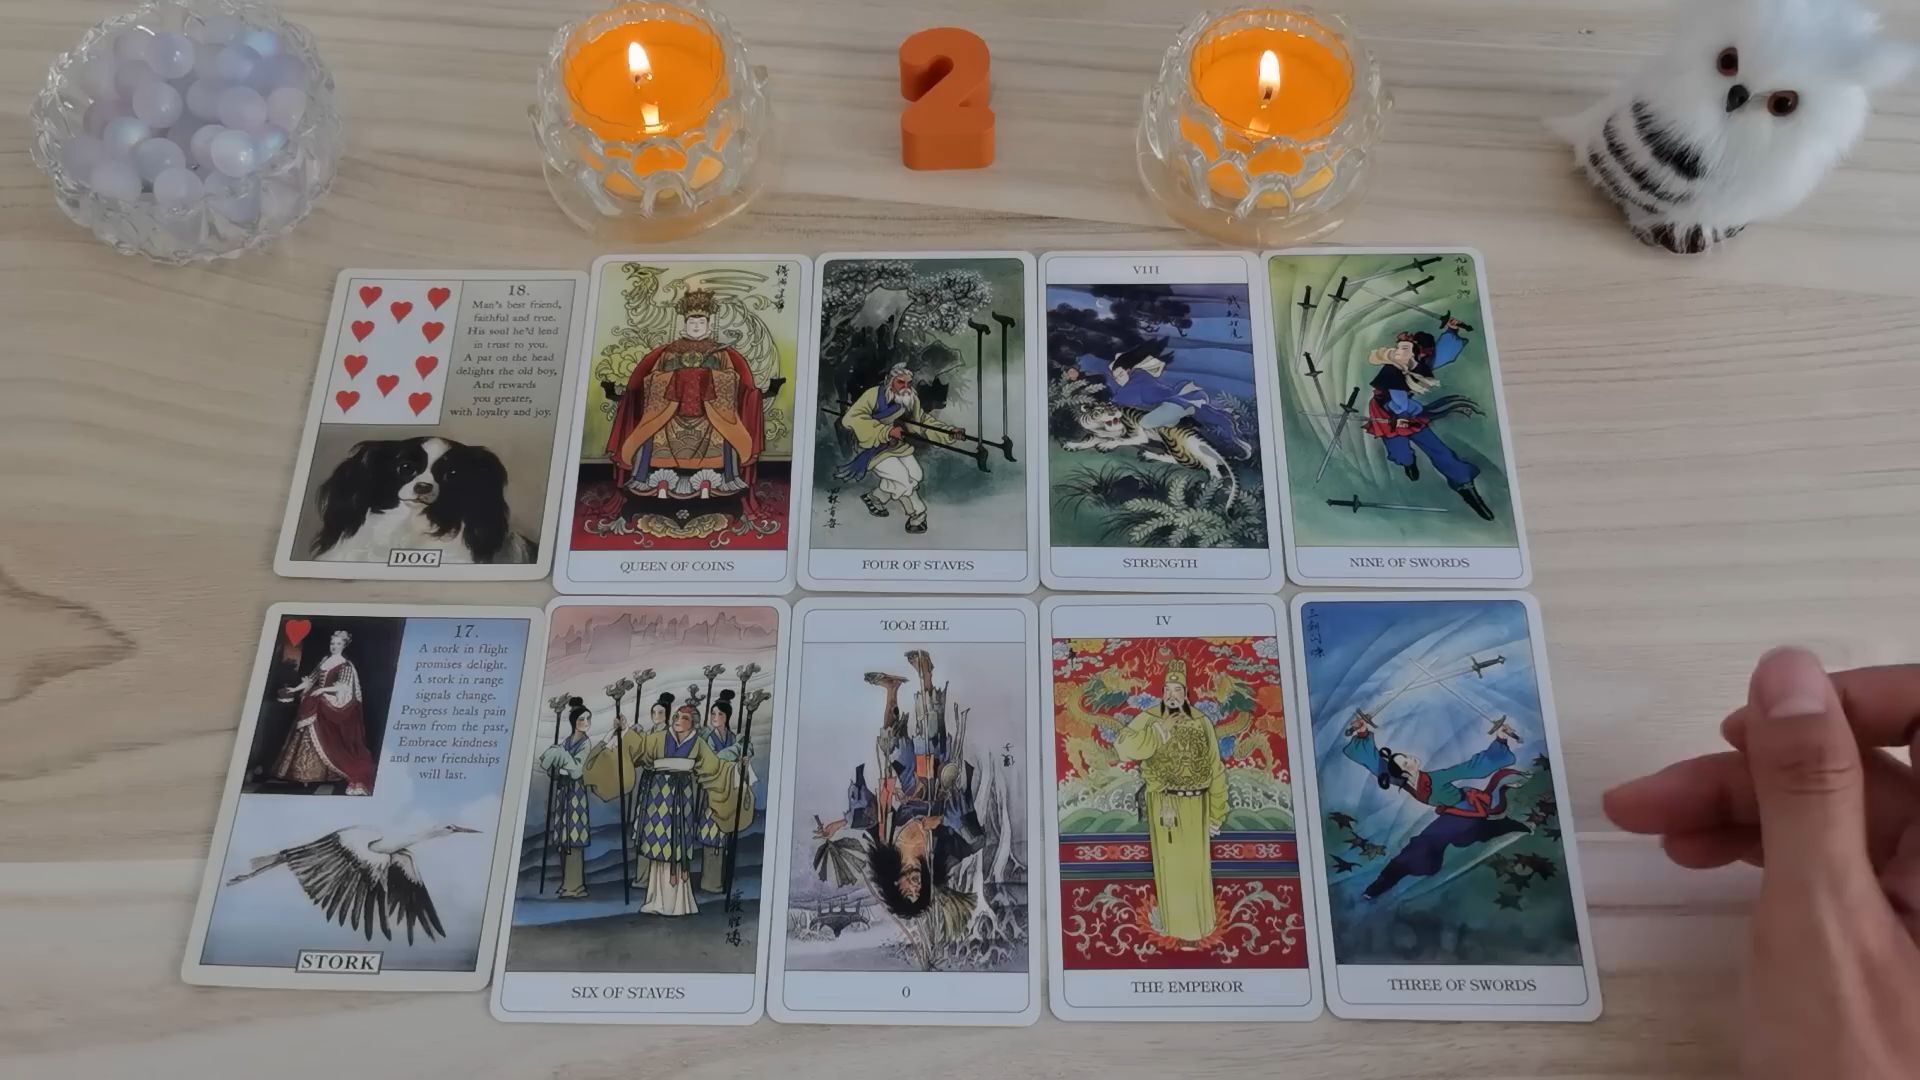 2
18.
Man's best friend,
faithful and true.
His soul he'd lend
in trust to you.
A pat on the head
delights the old boy,
And rewards
you greater,
with loyalty and joy.
DOG
QUEEN OF COINS
FOUR OF STAVES
VIII
STRENGTH
NINE OF SWORDS
17.
A stork in flight
promises delight.
A stork in range
signals change.
Progress heals pain
drawn from the past,
Embrace kindness
and new friendships
will last.
STORK
SIX OF STAVES
THE FOOL
0
IV
THE EMPEROR
THREE OF SWORDS